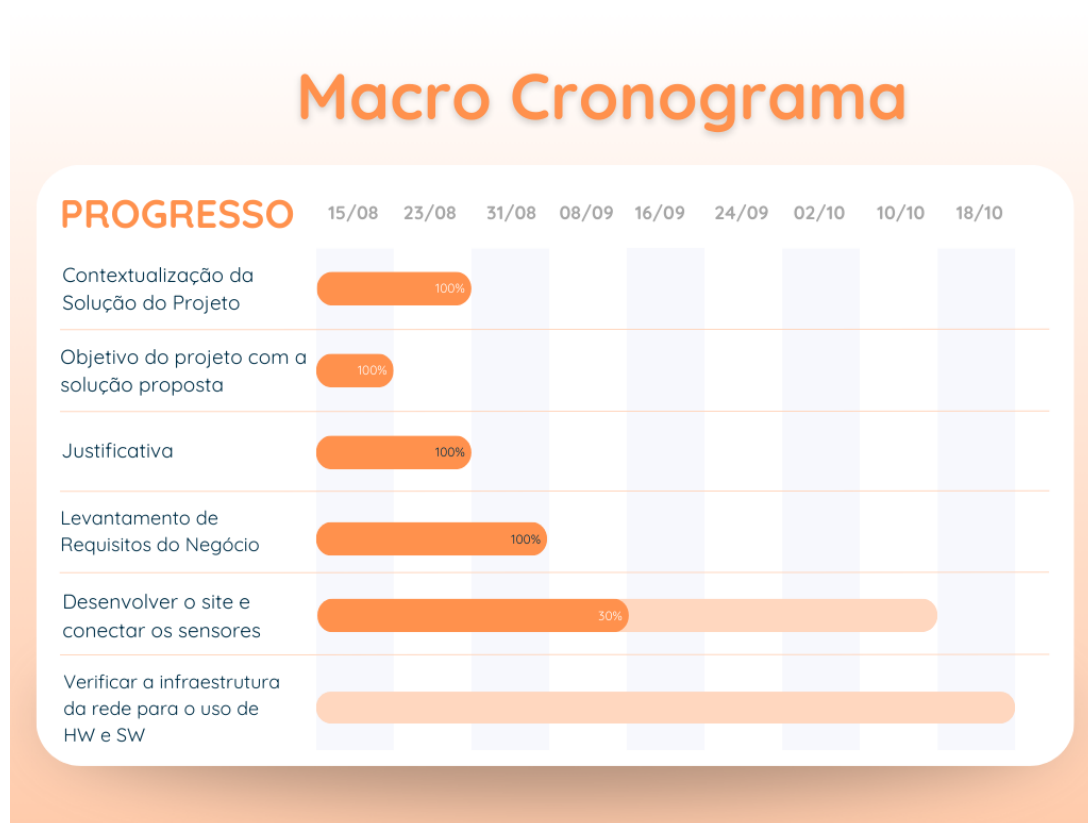 Macro Cronograma
PROGRESSO 15/08 23/08 31/08 08/09 16/09 24/09 02/10 10/10 18/10
Contextualização da
Solução do Projeto
100%
Objetivo do projeto com a
solução proposta
100%
Justificativa
100%
Levantamento de
Requisitos do Negócio
100%
Desenvolver o site e
conectar os sensores
30%
Verificar a infraestrutura
da rede para o uso de
HW e SW